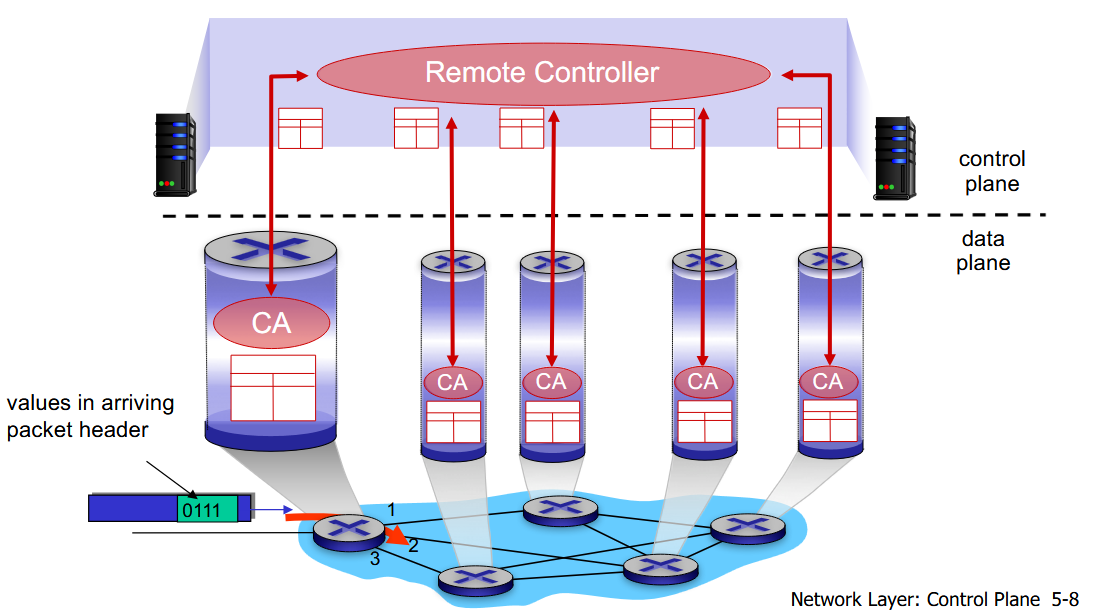 Remote Controller
control
plane
data
plane
CA
CA
CA
CA
CA
values in arriving
packet header
0111
1
2
3
Network Layer: Control Plane 5-8